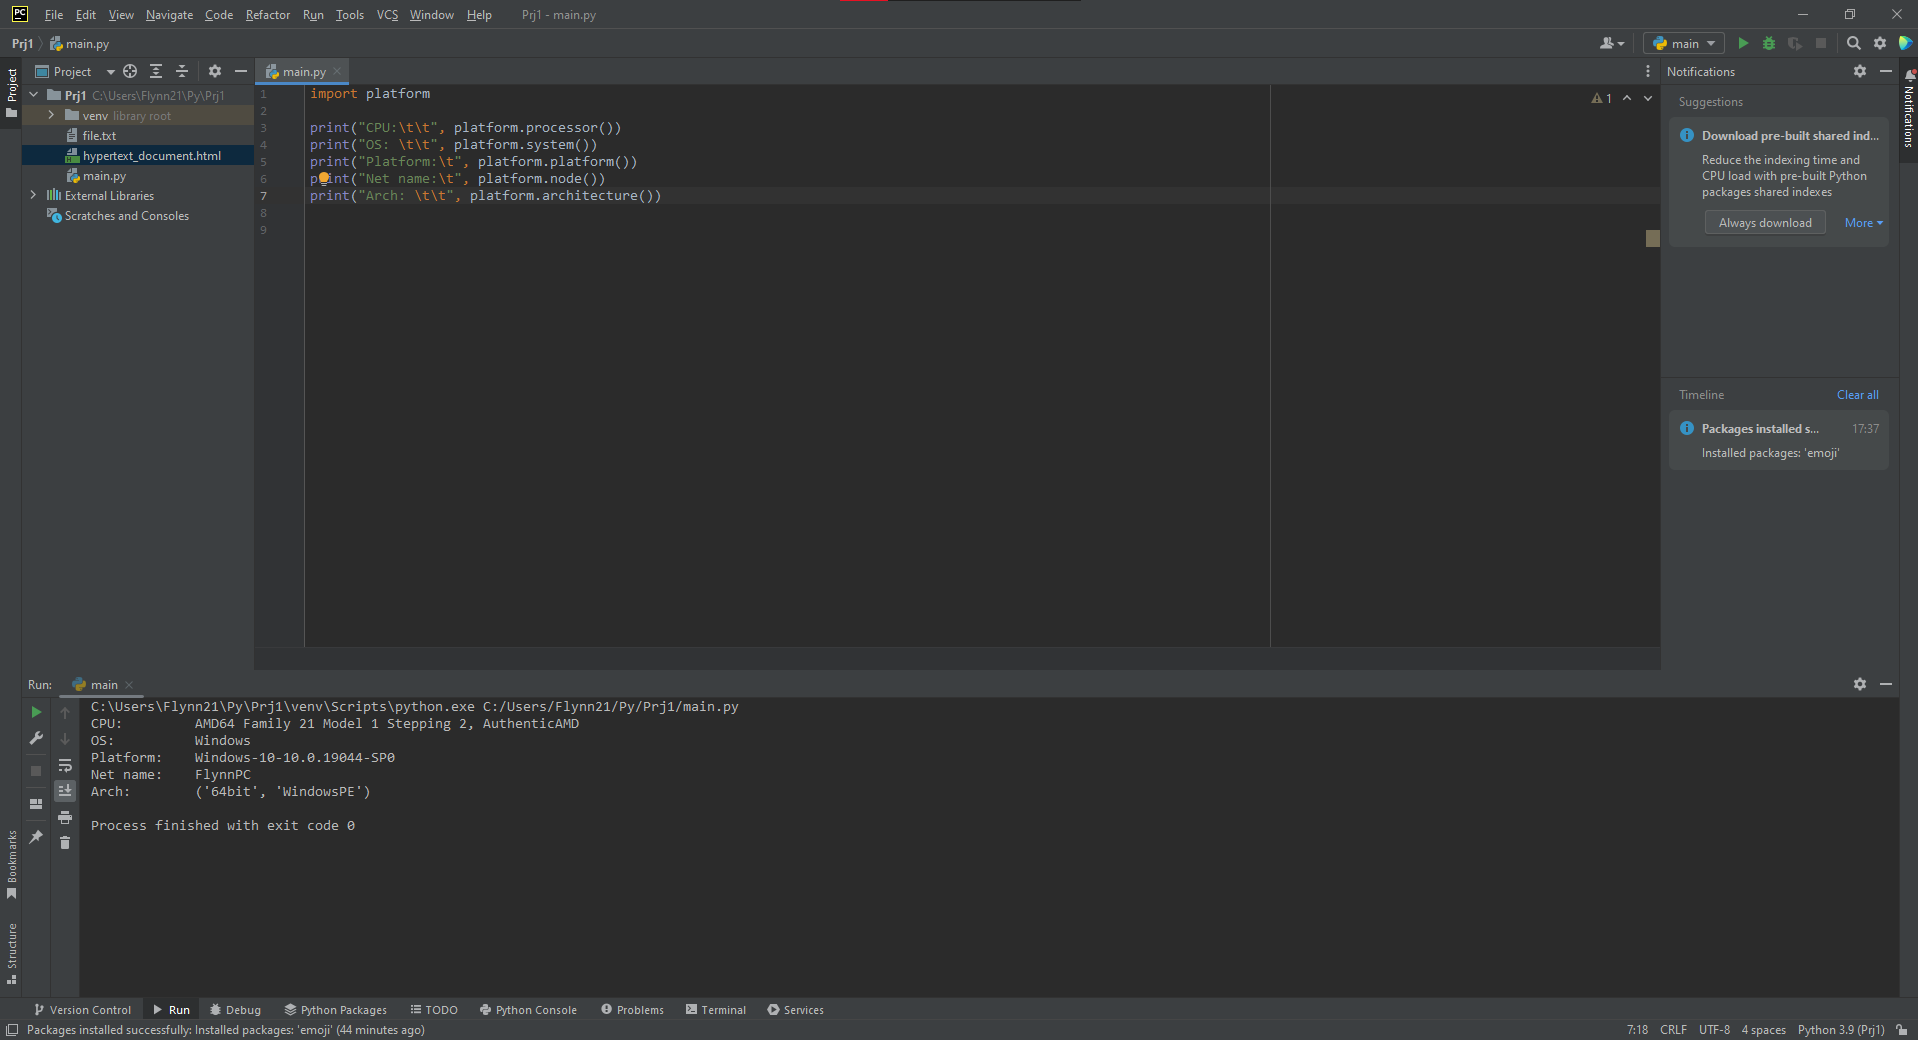 PC File Edit View Navigate Code Refactor Run Tools VCS Window Help Prj1 - main.py
Prj1 main.py main
Project
Project
main.py
Prj1 C:\Users\Flynn21\Py\Prj1
venv library root
file.txt
hypertext_document.html
main.py
External Libraries
Scratches and Consoles
1 import platform
2
3 print("CPU:\t\t", platform.processor())
4 print("OS: \t\t", platform.system())
5 print("Platform:\t", platform.platform())
6 print("Net name:\t", platform.node())
7 print("Arch: \t\t", platform.architecture())
8
9
1
Notifications
Suggestions
Download pre-built shared ind...
Reduce the indexing time and
CPU load with pre-built Python
packages shared indexes
Always download More
Timeline Clear all
Packages installed s... 17:37
Installed packages: 'emoji'
Notifications
Run: main
C:\Users\Flynn21\Py\Prj1\venv\Scripts\python.exe C:/Users/Flynn21/Py/Prj1/main.py
CPU: AMD64 Family 21 Model 1 Stepping 2, AuthenticAMD
OS: Windows
Platform: Windows-10-10.0.19044-SP0
Net name: FlynnPC
Arch: ('64bit', 'WindowsPE')
Process finished with exit code 0
Bookmarks
Structure
Version Control Run Debug Python Packages TODO Python Console Problems Terminal Services
Packages installed successfully: Installed packages: 'emoji' (44 minutes ago) 7:18 CRLF UTF-8 4 spaces Python 3.9 (Prj1)